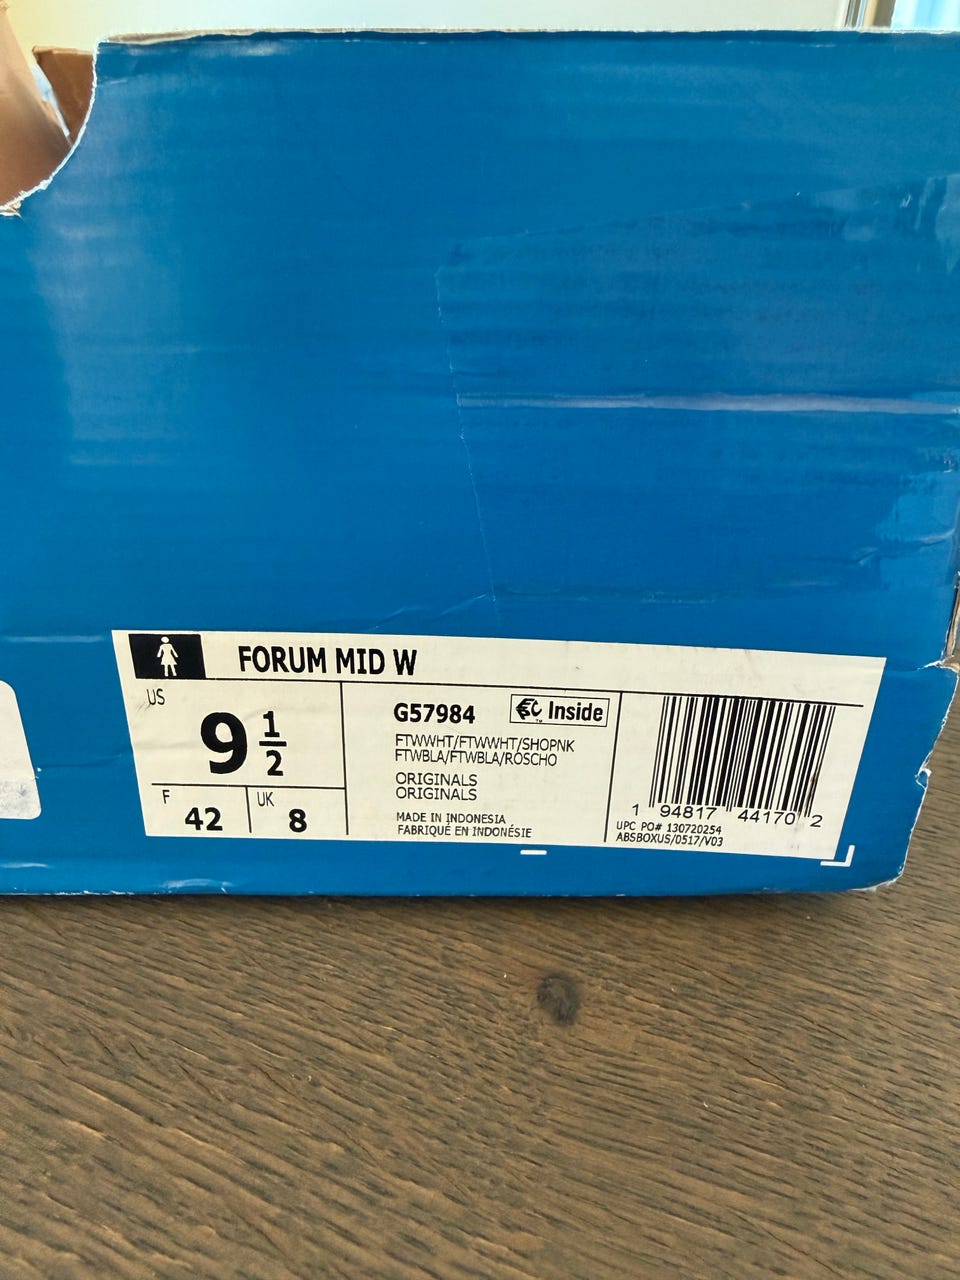 FORUM MID W
US
9 1/2
F
42
UK
8
G57984
Inside
FTWWHT/FTWWHT/SHOPNK
FTWBLA/FTWBLA/ROSCHO
ORIGINALS
ORIGINALS
MADE IN INDONESIA
FABRIQUÉ EN INDONÉSIE
1 94817 44170 2
UPC PO# 130720254
ABSBOXUS/0517/V03